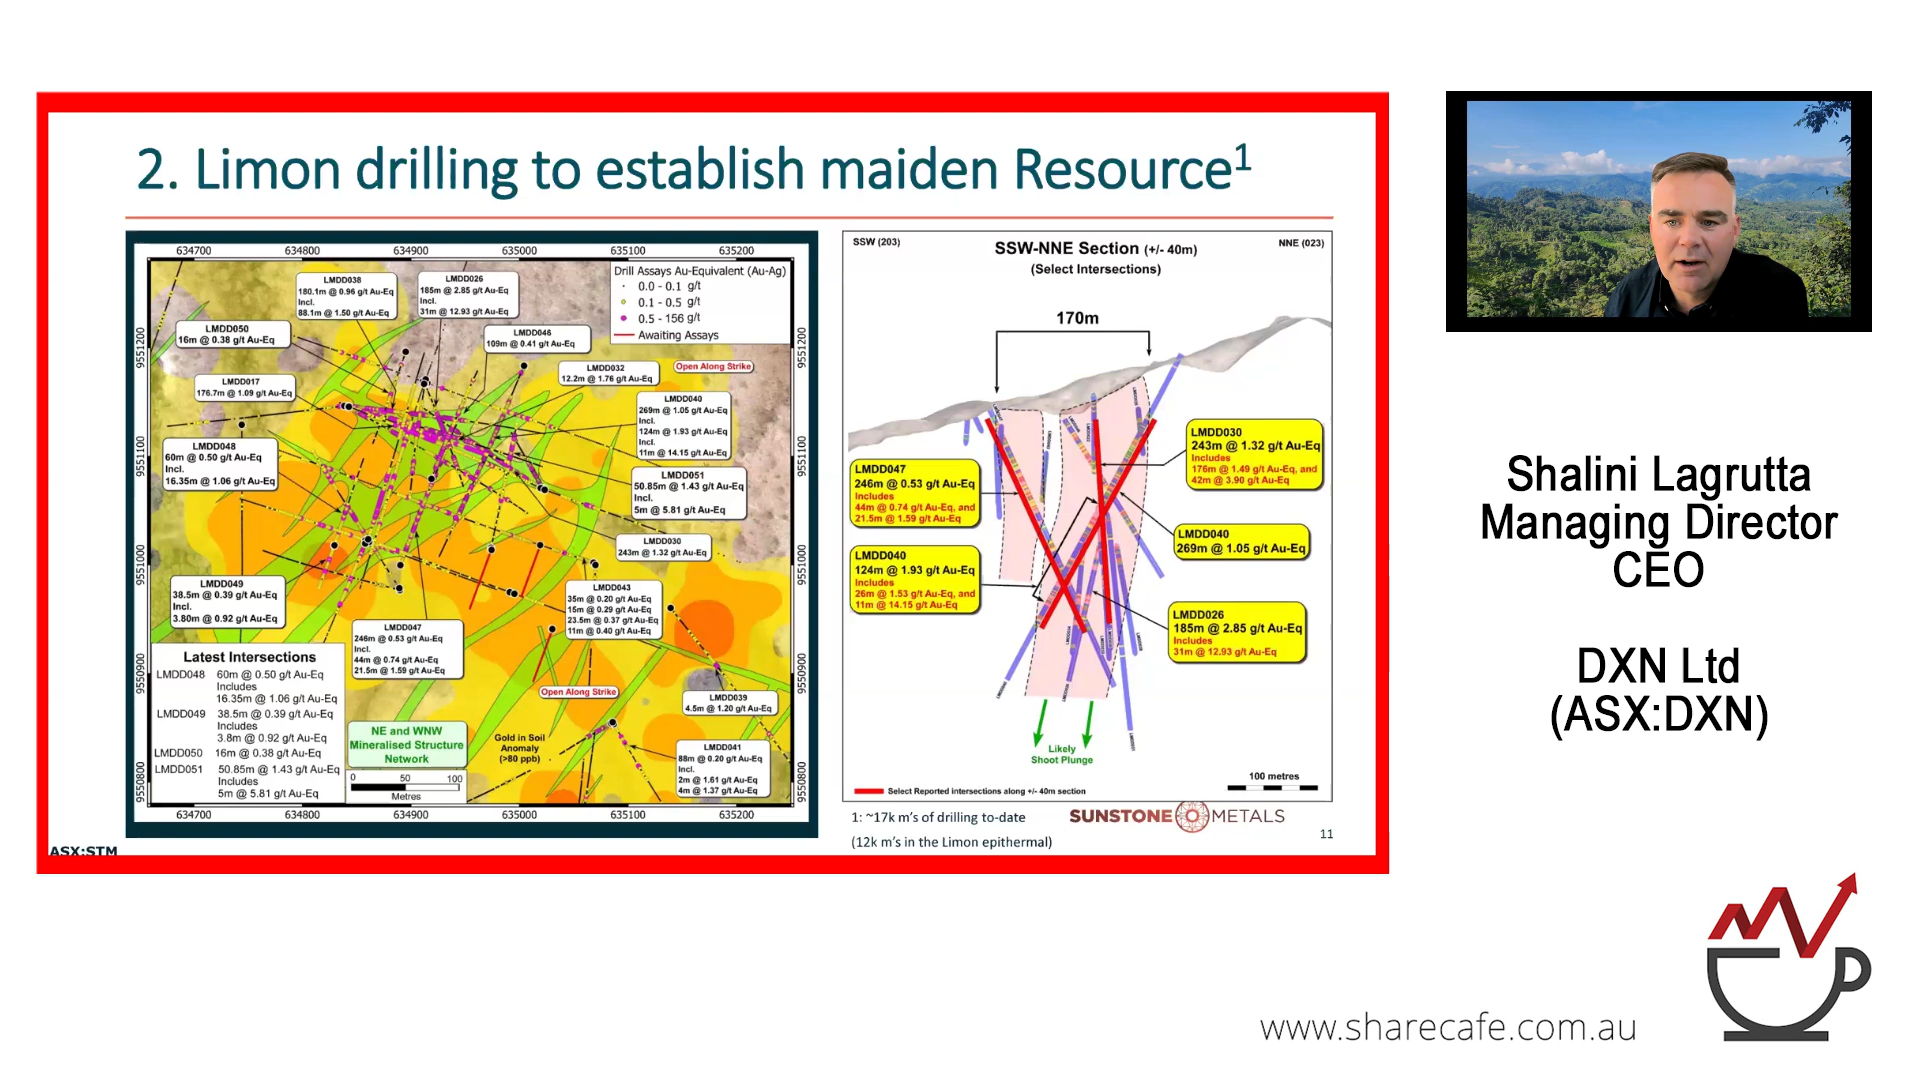 2. Limon drilling to establish maiden Resource1
634700 634800 634900 635000 635100 635200
9551200
9551100
9551000
9550900
9550800
9551200
9551100
9551000
9550900
9550800
Drill Assays Au-Equivalent (Au-Ag)
0.0 - 0.1 g/t
0.1 - 0.5 g/t
0.5 - 156 g/t
Awaiting Assays
LMDD038
180.1m @ 0.96 g/t Au-Eq
Incl.
88.1m @ 1.50 g/t Au-Eq
LMDD026
185m @ 2.85 g/t Au-Eq
Incl.
31m @ 12.93 g/t Au-Eq
LMDD050
16m @ 0.38 g/t Au-Eq
LMDD046
109m @ 0.41 g/t Au-Eq
LMDD032
12.2m @ 1.76 g/t Au-Eq
Open Along Strike
LMDD017
176.7m @ 1.09 g/t Au-Eq
LMDD040
269m @ 1.05 g/t Au-Eq
Incl.
124m @ 1.93 g/t Au-Eq
Incl.
11m @ 14.15 g/t Au-Eq
LMDD048
60m @ 0.50 g/t Au-Eq
Incl.
16.35m @ 1.06 g/t Au-Eq
LMDD051
50.85m @ 1.43 g/t Au-Eq
Incl.
5m @ 5.81 g/t Au-Eq
LMDD030
243m @ 1.32 g/t Au-Eq
LMDD049
38.5m @ 0.39 g/t Au-Eq
Incl.
3.80m @ 0.92 g/t Au-Eq
LMDD043
35m @ 0.20 g/t Au-Eq
15m @ 0.29 g/t Au-Eq
23.5m @ 0.37 g/t Au-Eq
11m @ 0.40 g/t Au-Eq
LMDD047
246m @ 0.53 g/t Au-Eq
Incl.
44m @ 0.74 g/t Au-Eq
21.5m @ 1.59 g/t Au-Eq
Open Along Strike
LMDD039
4.5m @ 1.20 g/t Au-Eq
LMDD041
88m @ 0.20 g/t Au-Eq
Incl.
2m @ 1.61 g/t Au-Eq
4m @ 1.37 g/t Au-Eq
Latest Intersections
LMDD048 60m @ 0.50 g/t Au-Eq
Includes
16.35m @ 1.06 g/t Au-Eq
LMDD049 38.5m @ 0.39 g/t Au-Eq
Includes
3.8m @ 0.92 g/t Au-Eq
LMDD050 16m @ 0.38 g/t Au-Eq
LMDD051 50.85m @ 1.43 g/t Au-Eq
Includes
5m @ 5.81 g/t Au-Eq
NE and WNW
Mineralised Structure
Network
0 50 100
Metres
Gold in Soil
Anomaly
(>80 ppb)
634700 634800 634900 635000 635100 635200
ASX:STM
SSW (203)
SSW-NNE Section (+/- 40m)
NNE (023)
(Select Intersections)
170m
LMDD047
246m @ 0.53 g/t Au-Eq
Includes
44m @ 0.74 g/t Au-Eq, and
21.5m @ 1.59 g/t Au-Eq
LMDD040
124m @ 1.93 g/t Au-Eq
Includes
26m @ 1.53 g/t Au-Eq, and
11m @ 14.15 g/t Au-Eq
LMDD030
243m @ 1.32 g/t Au-Eq
Includes
176m @ 1.49 g/t Au-Eq, and
42m @ 3.90 g/t Au-Eq
LMDD040
269m @ 1.05 g/t Au-Eq
LMDD026
185m @ 2.85 g/t Au-Eq
Includes
31m @ 12.93 g/t Au-Eq
Likely
Shoot Plunge
100 metres
Select Reported intersections along +/- 40m section
1: ~17k m's of drilling to-date
(12k m's in the Limon epithermal)
SUNSTONE METALS
11
Shalini Lagrutta
Managing Director
CEO
DXN Ltd
(ASX:DXN)
www.sharecafe.com.au